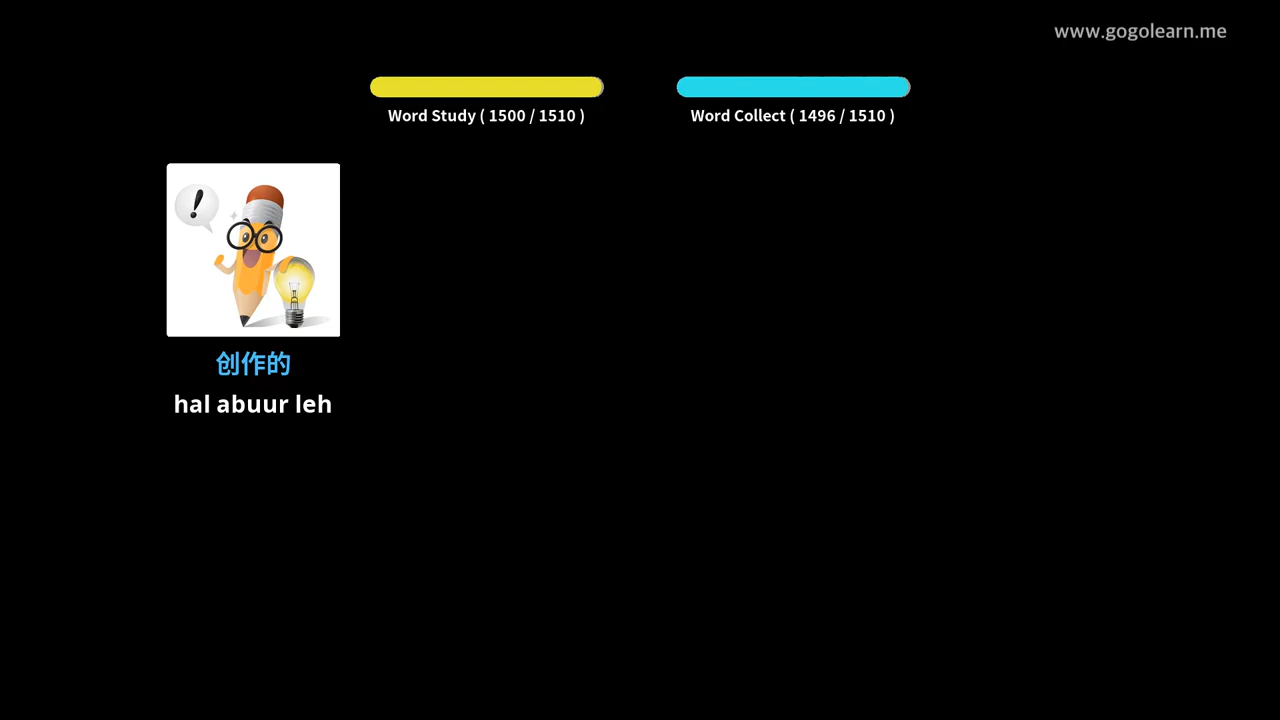 www.gogolearn.me
Word Study ( 1500 / 1510 )
Word Collect ( 1496 / 1510 )
!
创作的
hal abuur leh